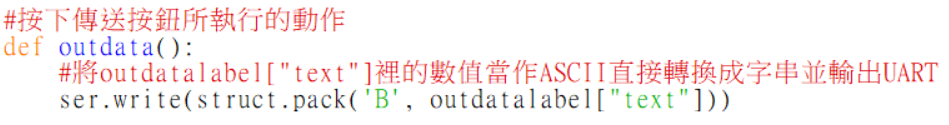 #按下傳送按鈕所執行的動作
def outdata():
    #將outdatalabel["text"]裡的數值當作ASCII直接轉換成字串並輸出UART
    ser.write(struct.pack('B', outdatalabel["text"]))